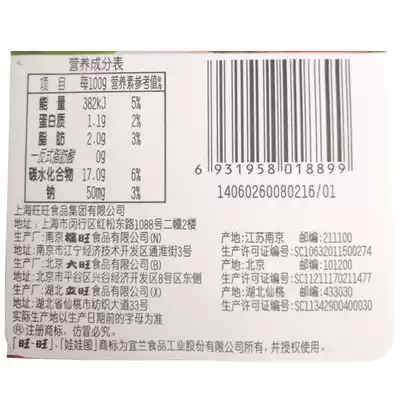 营养成分表
项 目 每100g 营养素参考值%
能 量 382kJ 5%
蛋白质 1.1g 2%
脂 肪 2.0g 3%
一反式脂肪酸 0g
碳水化合物 17.0g 6%
钠 50mg 3%
6 931958 018899
14060260080216/01
上海旺旺食品集团有限公司
地址:上海市闵行区红松东路1088号二幢2楼
生产厂:南京福旺食品有限公司(N)
产地:江苏南京 邮编:211100
地址:南京江宁经济技术开发区通淮街3号
生产许可证编号:SC10632011500274
生产厂:北京大旺食品有限公司(B)
产地:北京 邮编:101200
地址:北京市平谷区兴谷经济开发区8号区东侧
生产许可证编号:SC11211170211477
生产厂:湖北 旺食品有限公司(X)
产地:湖北仙桃 邮编:433030
地址:湖北省仙桃市纺织大道33号
生产许可证编号:SC11342900400030
实际生产地以生产日期前的字母为准
®注册商标,仿冒必究。
「旺-旺」、「娃娃图」商标为宜兰食品工业股份有限公司所有,并授权使用。